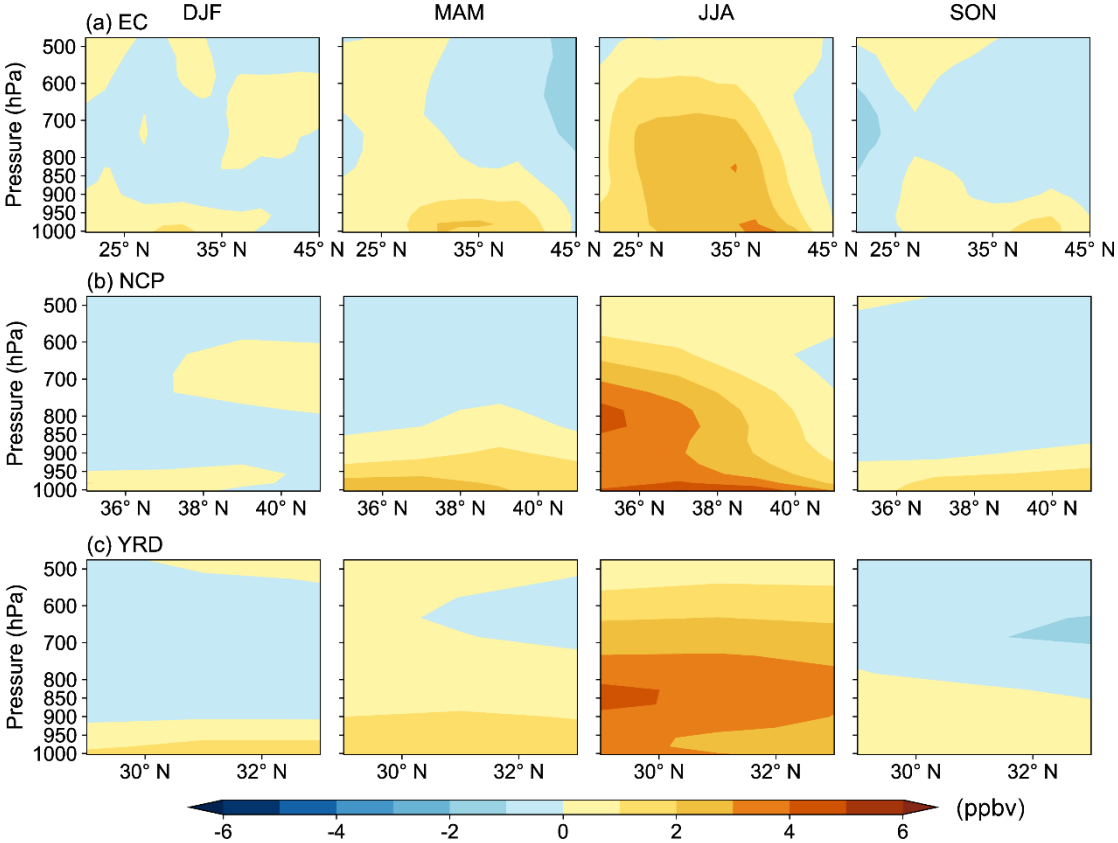 DJF MAM JJA SON
(a) EC
Pressure (hPa)
500
600
700
800
850
900
950
1000
25° N 35° N 45° N 25° N 35° N 45° N 25° N 35° N 45° N 25° N 35° N 45° N
(b) NCP
Pressure (hPa)
500
600
700
800
850
900
950
1000
36° N 38° N 40° N 36° N 38° N 40° N 36° N 38° N 40° N 36° N 38° N 40° N
(c) YRD
Pressure (hPa)
500
600
700
800
850
900
950
1000
30° N 32° N 30° N 32° N 30° N 32° N 30° N 32° N
-6 -4 -2 0 2 4 6 (ppbv)